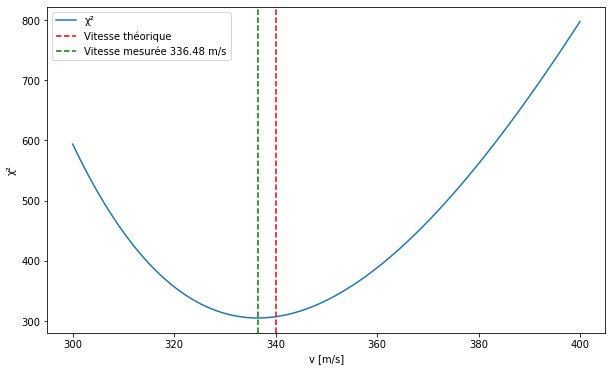 χ²
Vitesse théorique
Vitesse mesurée 336.48 m/s
800
700
600
500
400
300
χ²
300 320 340 360 380 400
v [m/s]